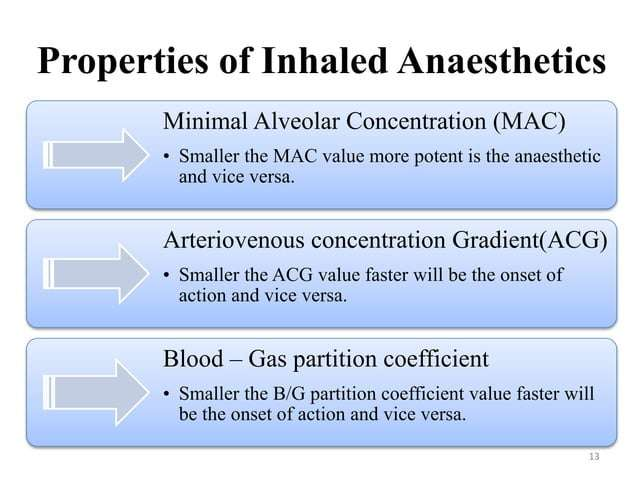 Properties of Inhaled Anaesthetics
Minimal Alveolar Concentration (MAC)
• Smaller the MAC value more potent is the anaesthetic
and vice versa.
Arteriovenous concentration Gradient(ACG)
• Smaller the ACG value faster will be the onset of
action and vice versa.
Blood – Gas partition coefficient
• Smaller the B/G partition coefficient value faster will
be the onset of action and vice versa.
13